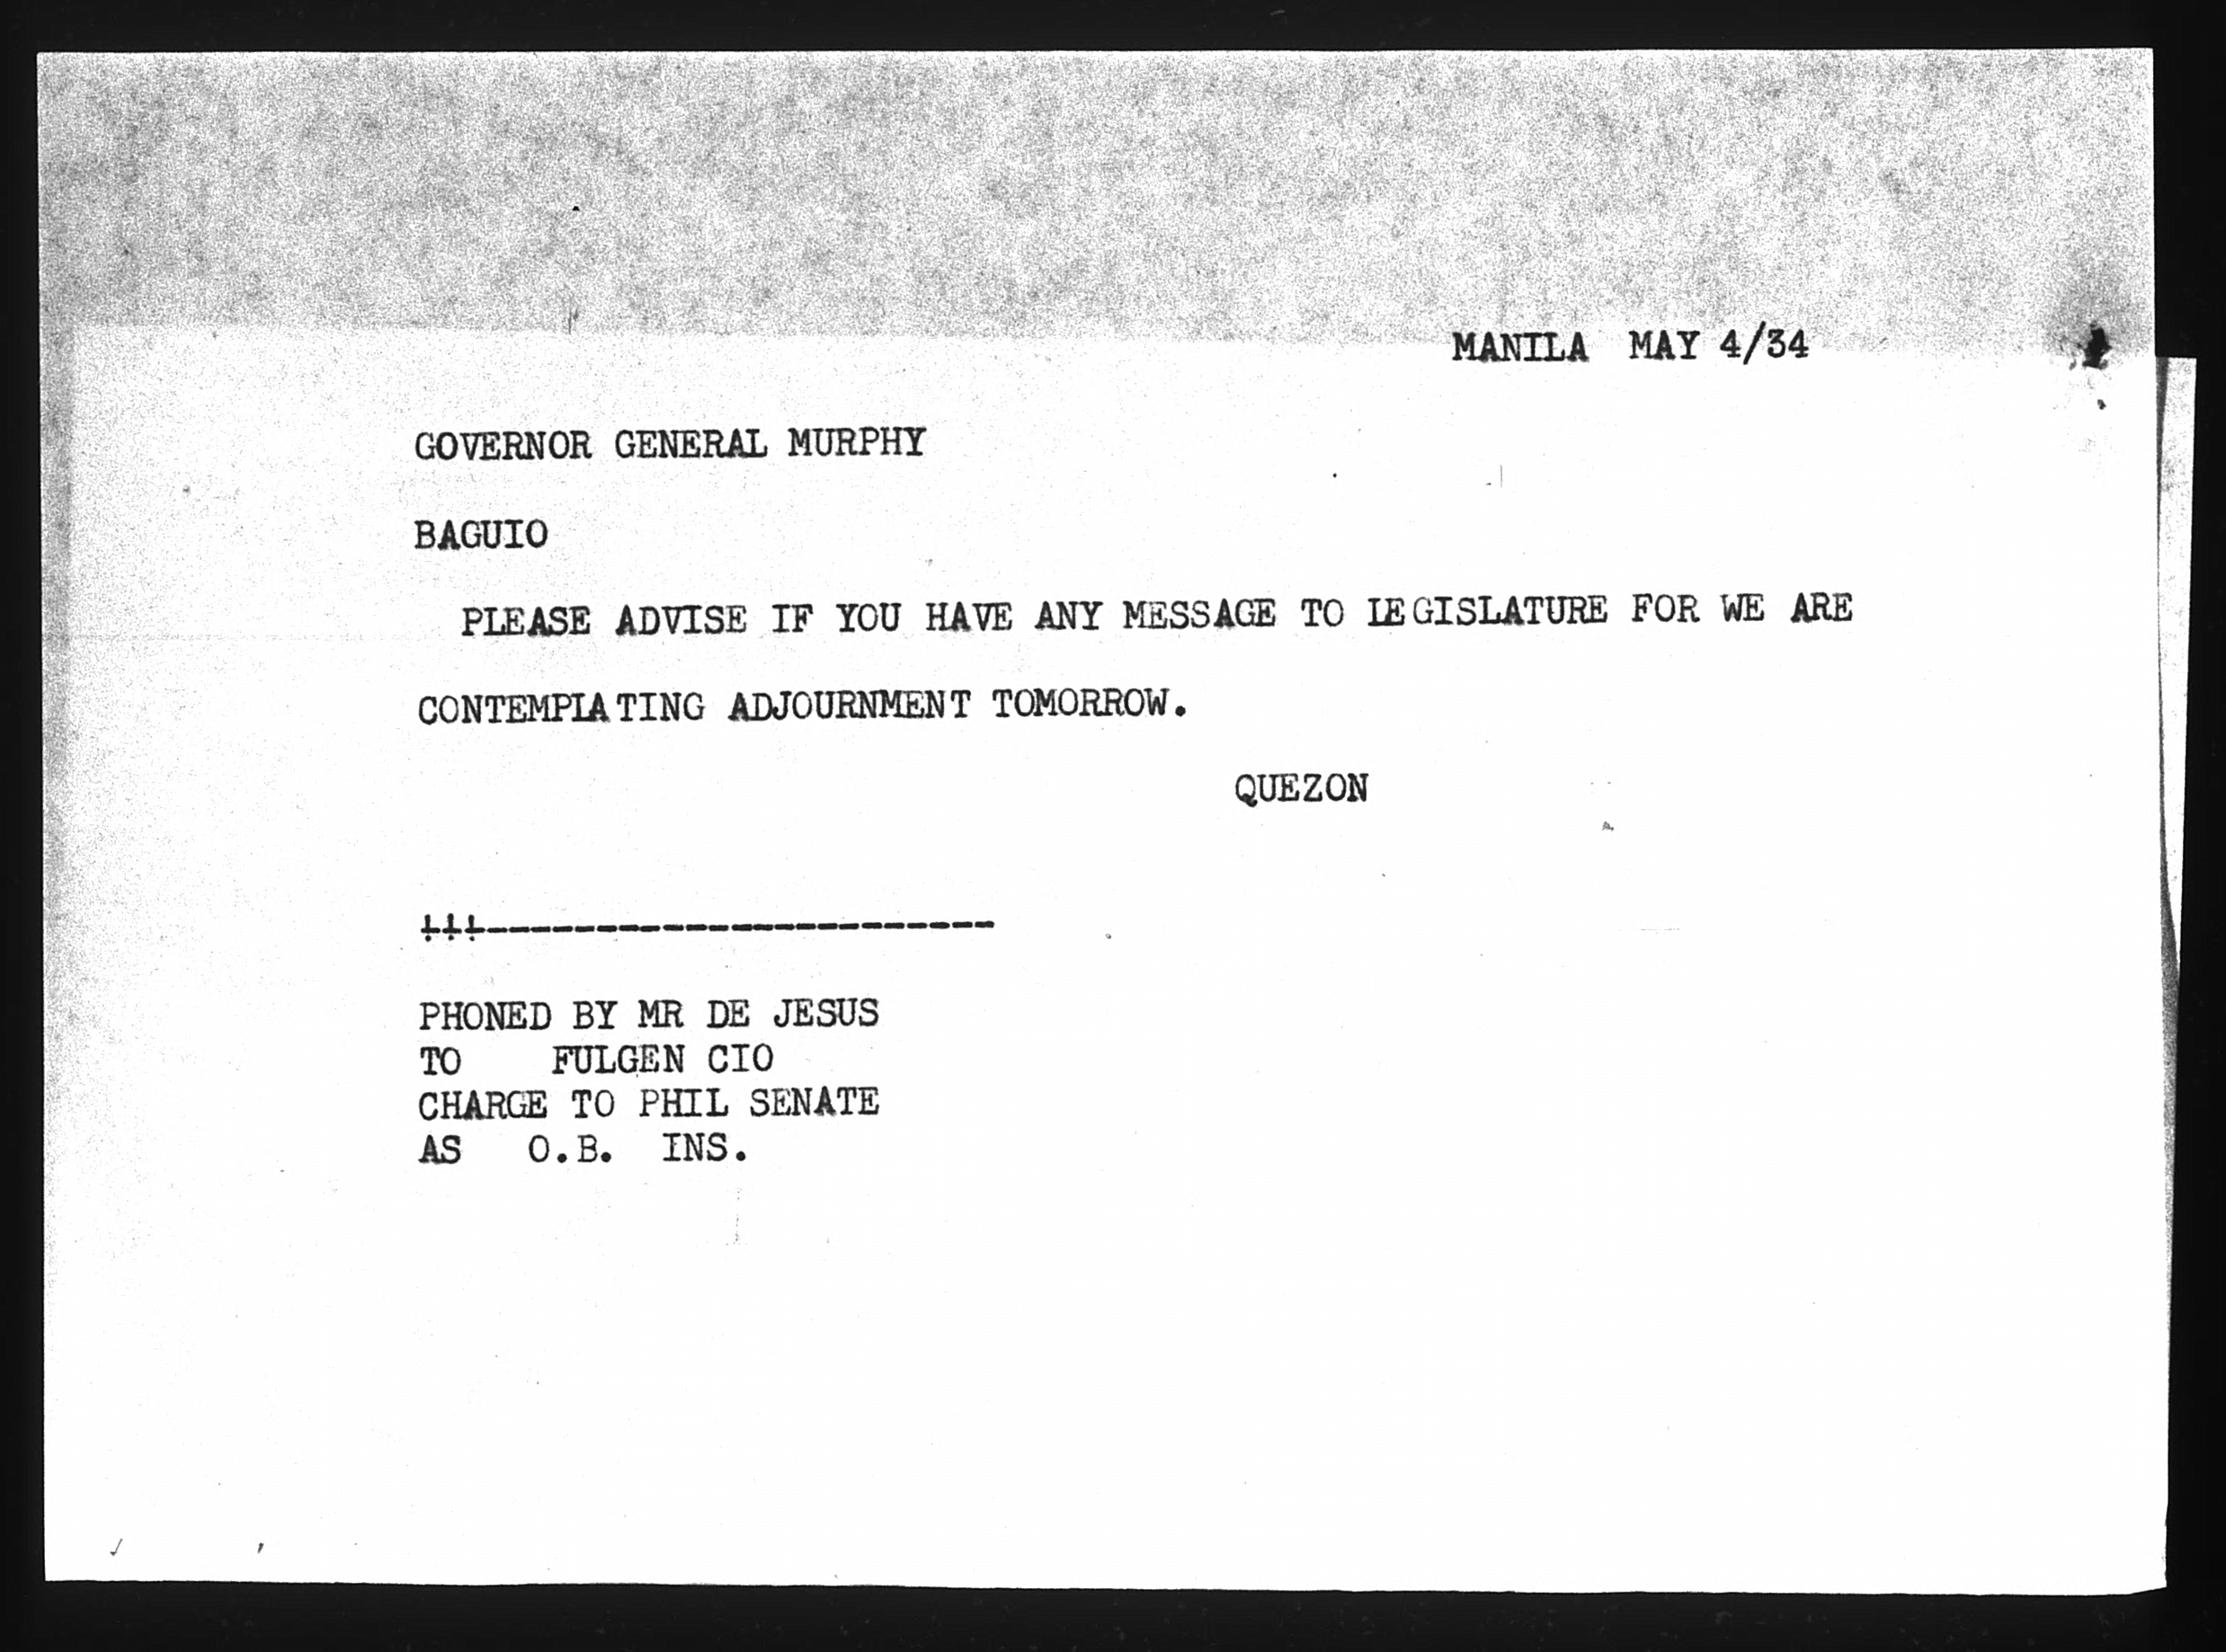 MANILA MAY 4/34
GOVERNOR GENERAL MURPHY
BAGUIO
PLEASE ADVISE IF YOU HAVE ANY MESSAGE TO LEGISLATURE FOR WE ARE
CONTEMPLATING ADJOURNMENT TOMORROW.
QUEZON
!!!------------------------
PHONED BY MR DE JESUS
TO FULGEN CIO
CHARGE TO PHIL SENATE
AS O.B. INS.